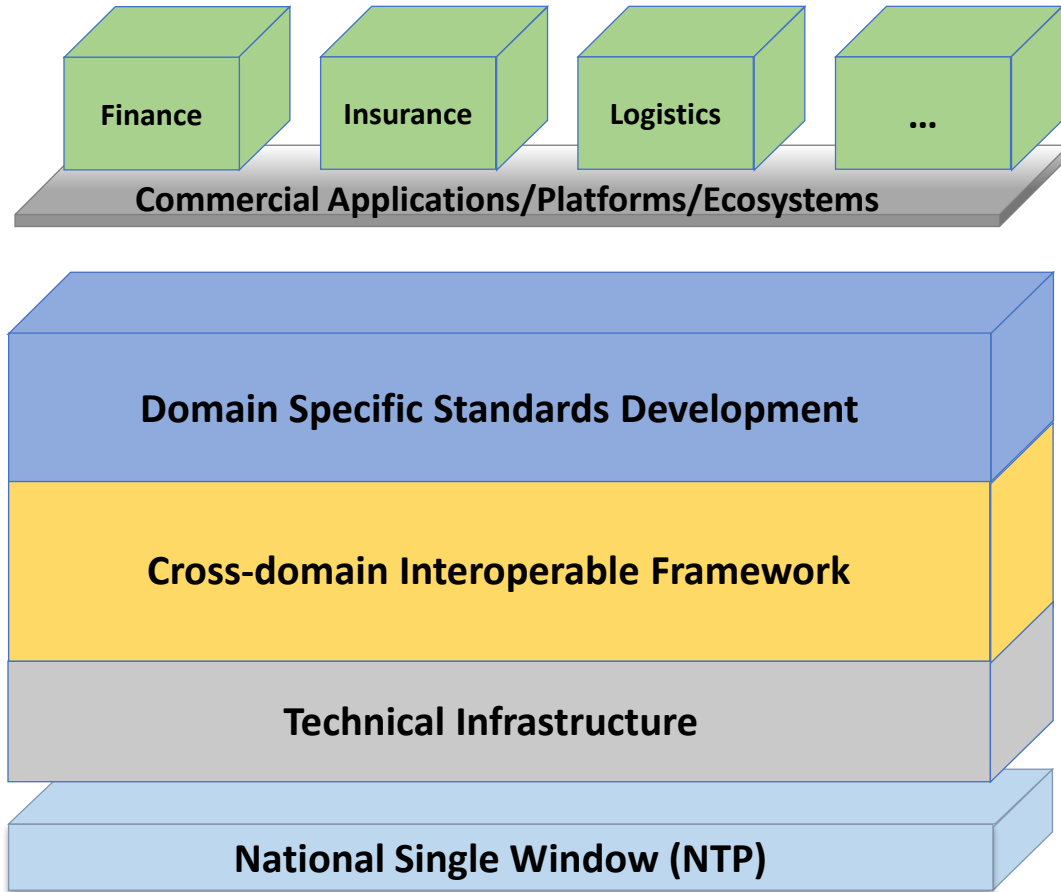 Finance
Insurance
Logistics
...
Commercial Applications/Platforms/Ecosystems
Domain Specific Standards Development
Cross-domain Interoperable Framework
Technical Infrastructure
National Single Window (NTP)